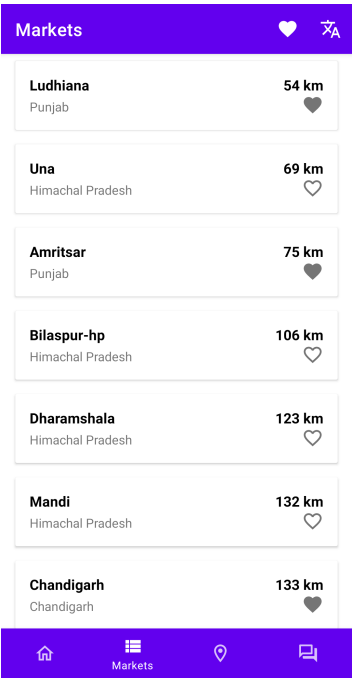 Markets
Ludhiana 54 km
Punjab
Una 69 km
Himachal Pradesh
Amritsar 75 km
Punjab
Bilaspur-hp 106 km
Himachal Pradesh
Dharamshala 123 km
Himachal Pradesh
Mandi 132 km
Himachal Pradesh
Chandigarh 133 km
Chandigarh
Markets